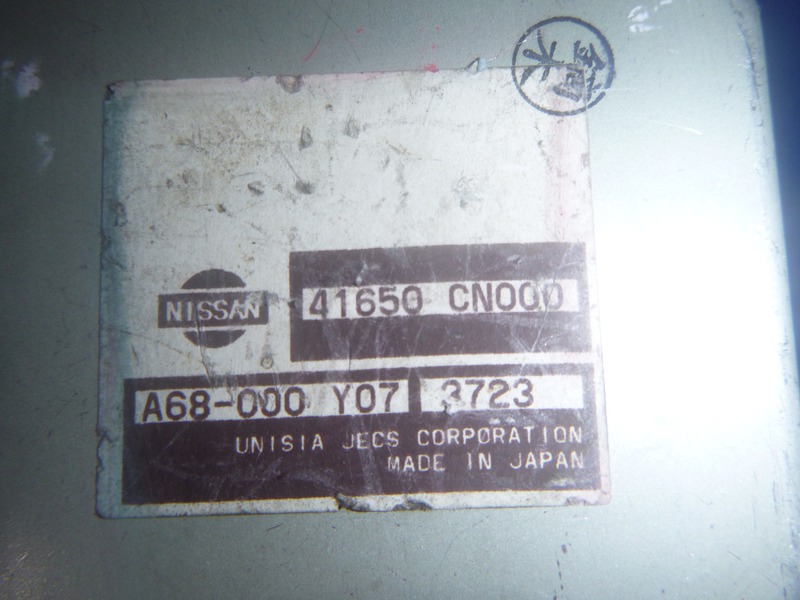 NISSAN
41650 CN000
A68-000 Y07 3723
UNISIA JECS CORPORATION
MADE IN JAPAN